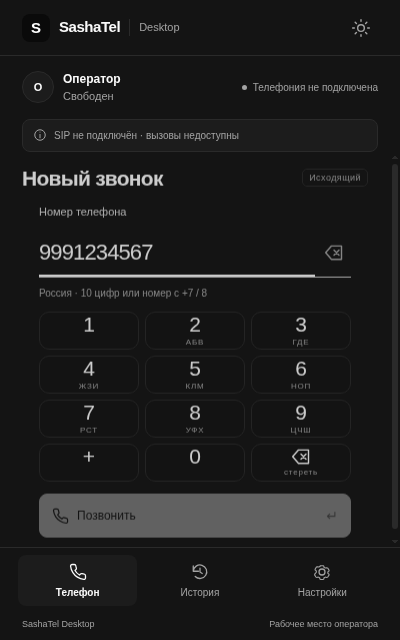 S SashaTel Desktop
О Оператор
Свободен
Телефония не подключена
SIP не подключён · вызовы недоступны
Новый звонок
Исходящий
Номер телефона
9991234567
Россия · 10 цифр или номер с +7 / 8
1 2 3
АБВ ГДЕ
4 5 6
ЖЗИ КЛМ НОП
7 8 9
РСТ УФХ ЦЧШ
+ 0
стереть
Позвонить ↵
Телефон История Настройки
SashaTel Desktop Рабочее место оператора